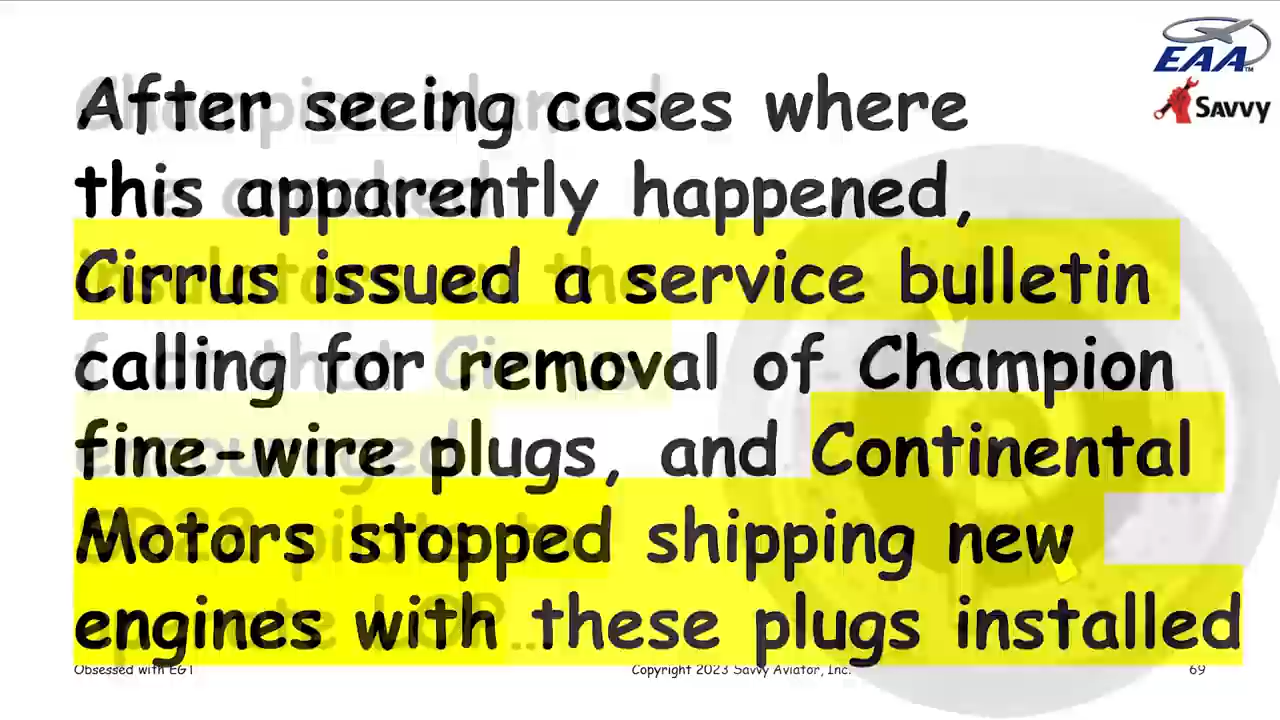 EAA
Savvy
After seeing cases where
this apparently happened,
Cirrus issued a service bulletin
calling for removal of Champion
fine-wire plugs, and Continental
Motors stopped shipping new
engines with these plugs installed
Obsessed with EGT
Copyright 2023 Savvy Aviator, Inc.
69